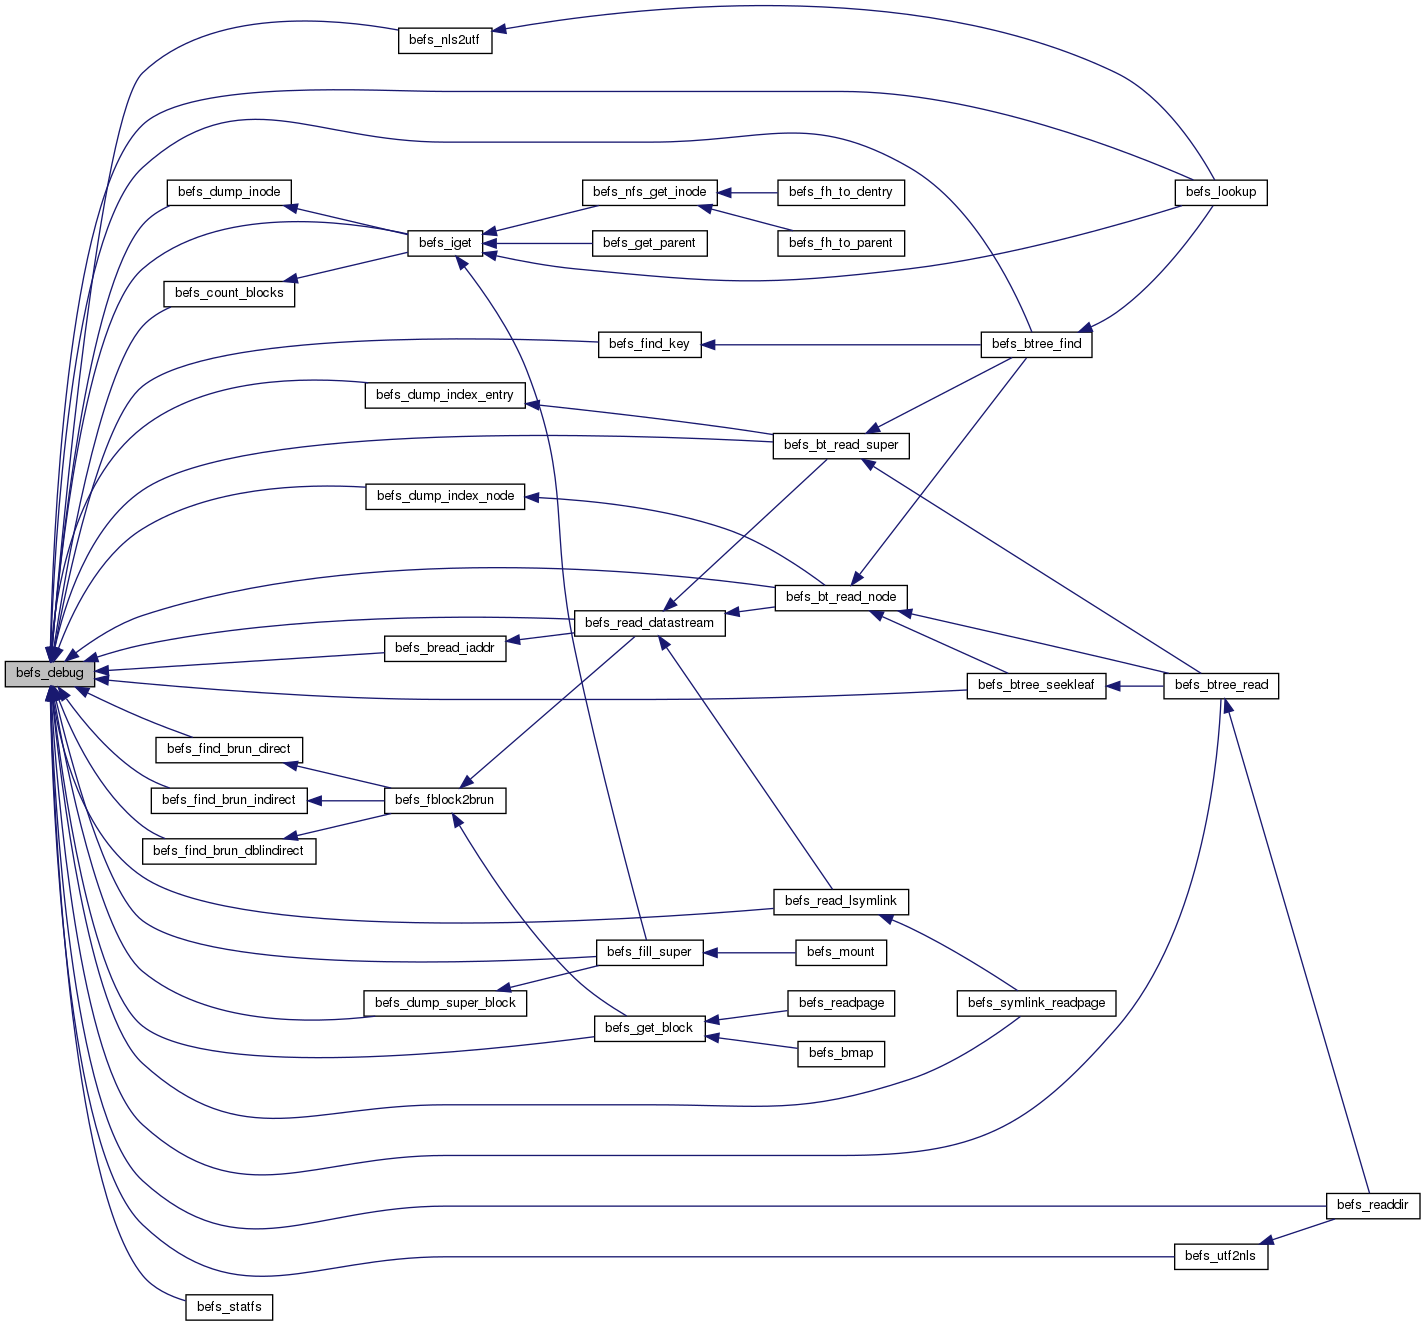 befs_nls2utf
befs_dump_inode
befs_nfs_get_inode
befs_fh_to_dentry
befs_lookup
befs_iget
befs_get_parent
befs_fh_to_parent
befs_count_blocks
befs_find_key
befs_btree_find
befs_dump_index_entry
befs_bt_read_super
befs_dump_index_node
befs_bt_read_node
befs_read_datastream
befs_bread_iaddr
befs_debug
befs_btree_seekleaf
befs_btree_read
befs_find_brun_direct
befs_find_brun_indirect
befs_fblock2brun
befs_find_brun_dblindirect
befs_read_lsymlink
befs_fill_super
befs_mount
befs_dump_super_block
befs_readpage
befs_symlink_readpage
befs_get_block
befs_bmap
befs_readdir
befs_utf2nls
befs_statfs